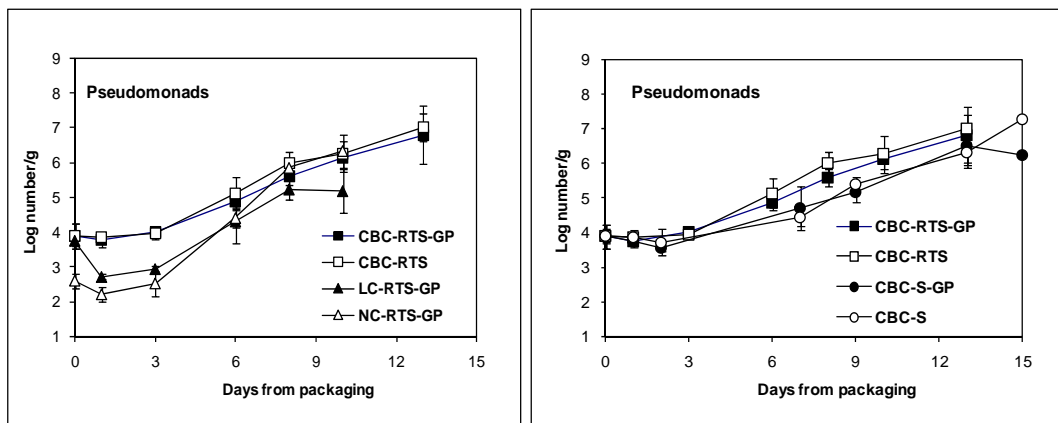 9
8
7
6
5
4
3
2
1
Log number/g
Pseudomonads
CBC-RTS-GP
CBC-RTS
LC-RTS-GP
NC-RTS-GP
0 3 6 9 12 15
Days from packaging
9
8
7
6
5
4
3
2
1
Log number/g
Pseudomonads
CBC-RTS-GP
CBC-RTS
CBC-S-GP
CBC-S
0 3 6 9 12 15
Days from packaging